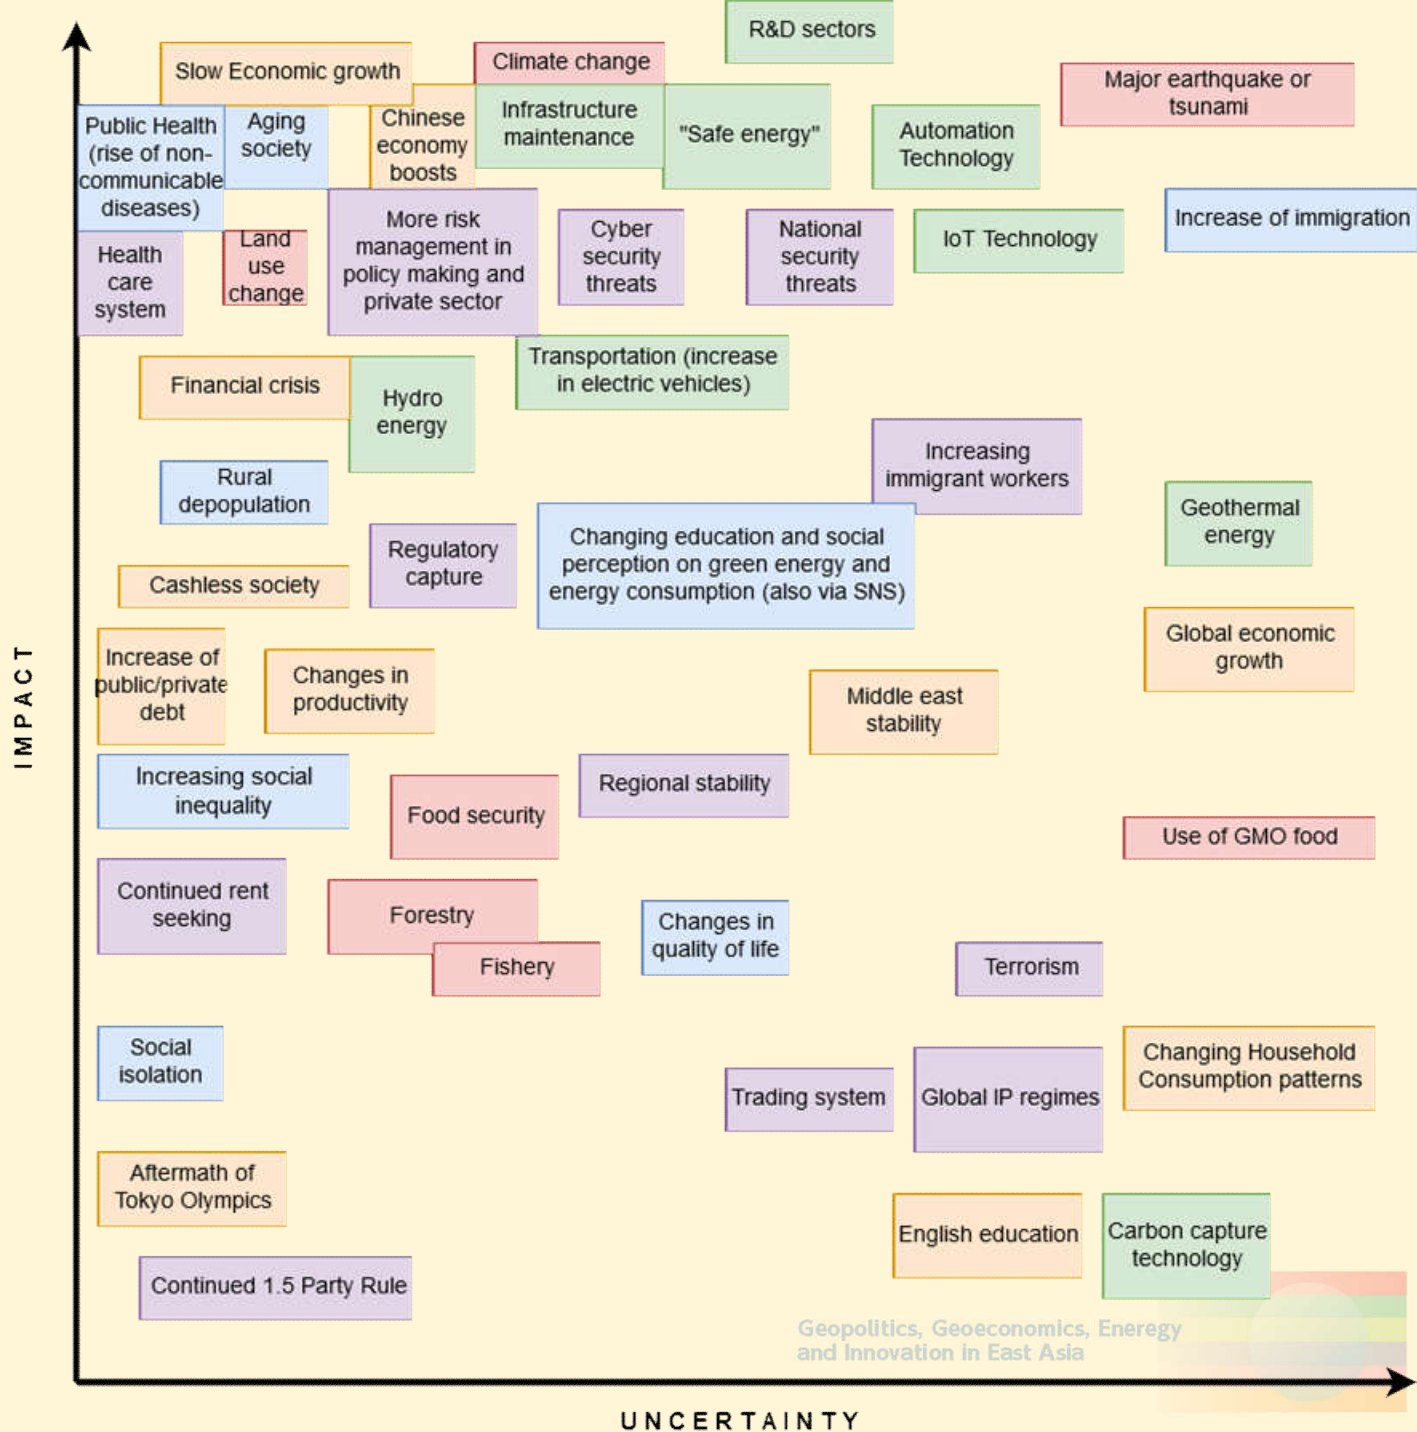 R&D sectors
Slow Economic growth
Climate change
Major earthquake or
tsunami
Public Health
(rise of non-
communicable
diseases)
Aging
society
Chinese
economy
boosts
Infrastructure
maintenance
"Safe energy"
Automation
Technology
Increase of immigration
Health
care
system
Land
use
change
More risk
management in
policy making and
private sector
Cyber
security
threats
National
security
threats
IoT Technology
Transportation (increase
in electric vehicles)
Financial crisis
Hydro
energy
Increasing
immigrant workers
Rural
depopulation
Geothermal
energy
Regulatory
capture
Changing education and social
perception on green energy and
energy consumption (also via SNS)
Cashless society
Global economic
growth
Increase of
public/private
debt
Changes in
productivity
Middle east
stability
IMPACT
Increasing social
inequality
Food security
Regional stability
Use of GMO food
Continued rent
seeking
Forestry
Fishery
Changes in
quality of life
Terrorism
Social
isolation
Trading system
Global IP regimes
Changing Household
Consumption patterns
Aftermath of
Tokyo Olympics
English education
Carbon capture
technology
Continued 1.5 Party Rule
Geopolitics, Geoeconomics, Eneregy
and Innovation in East Asia
UNCERTAINTY